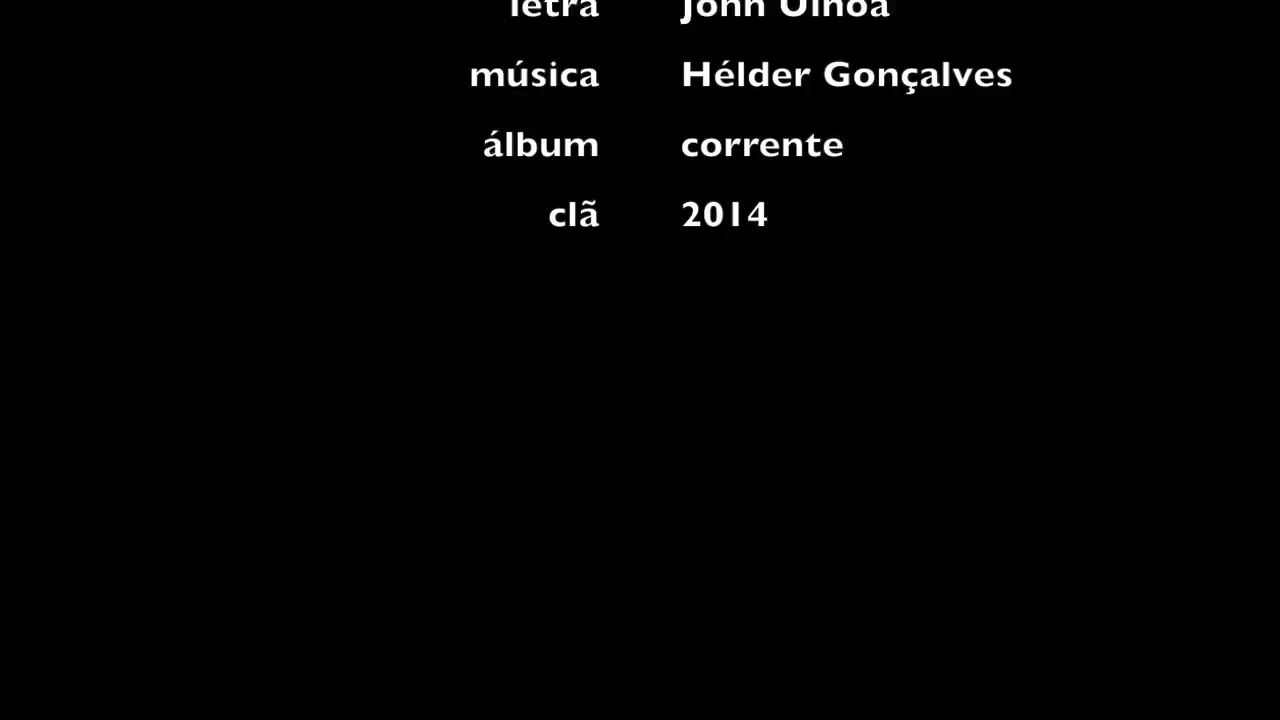 letra John Ulhoa
música Hélder Gonçalves
álbum corrente
clã 2014